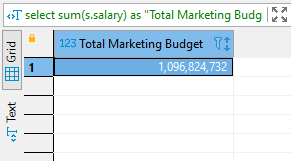 select sum(s.salary) as "Total Marketing Budg
Grid
123 Total Marketing Budget
1 1,096,824,732
Text